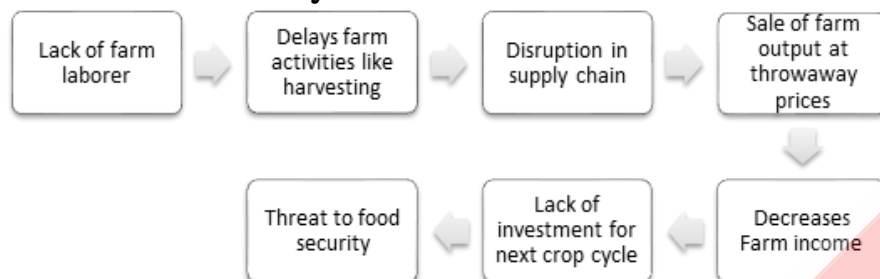 Lack of farm
laborer
Delays farm
activities like
harvesting
Disruption in
supply chain
Sale of farm
output at
throwaway
prices
Decreases
Farm income
Lack of
investment for
next crop cycle
Threat to food
security